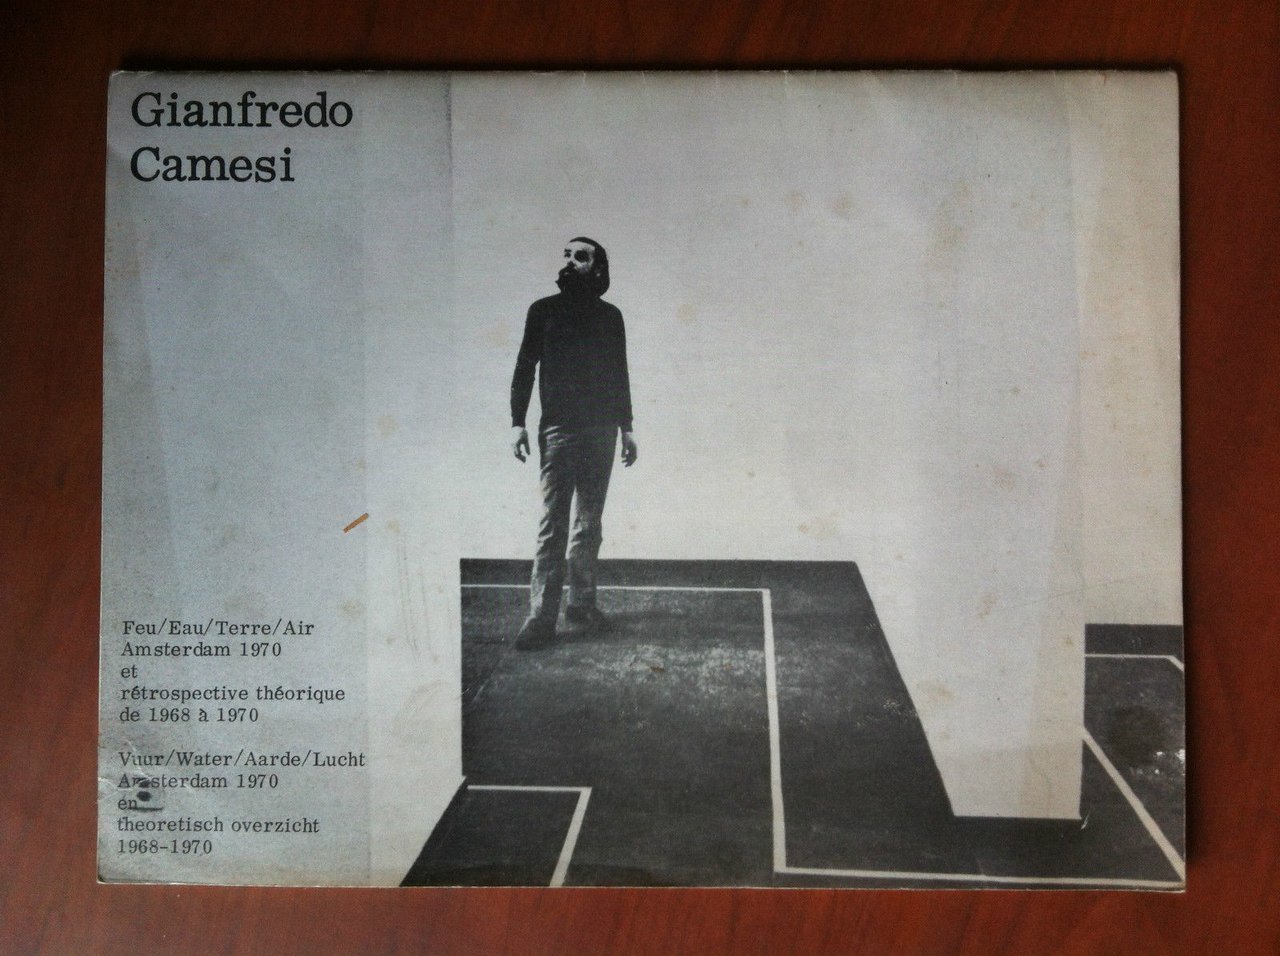 Gianfredo
Camesi
Feu/Eau/Terre/Air
Amsterdam 1970
et
rétrospective théorique
de 1968 à 1970
Vuur/Water/Aarde/Lucht
Amsterdam 1970
en
theoretisch overzicht
1968-1970